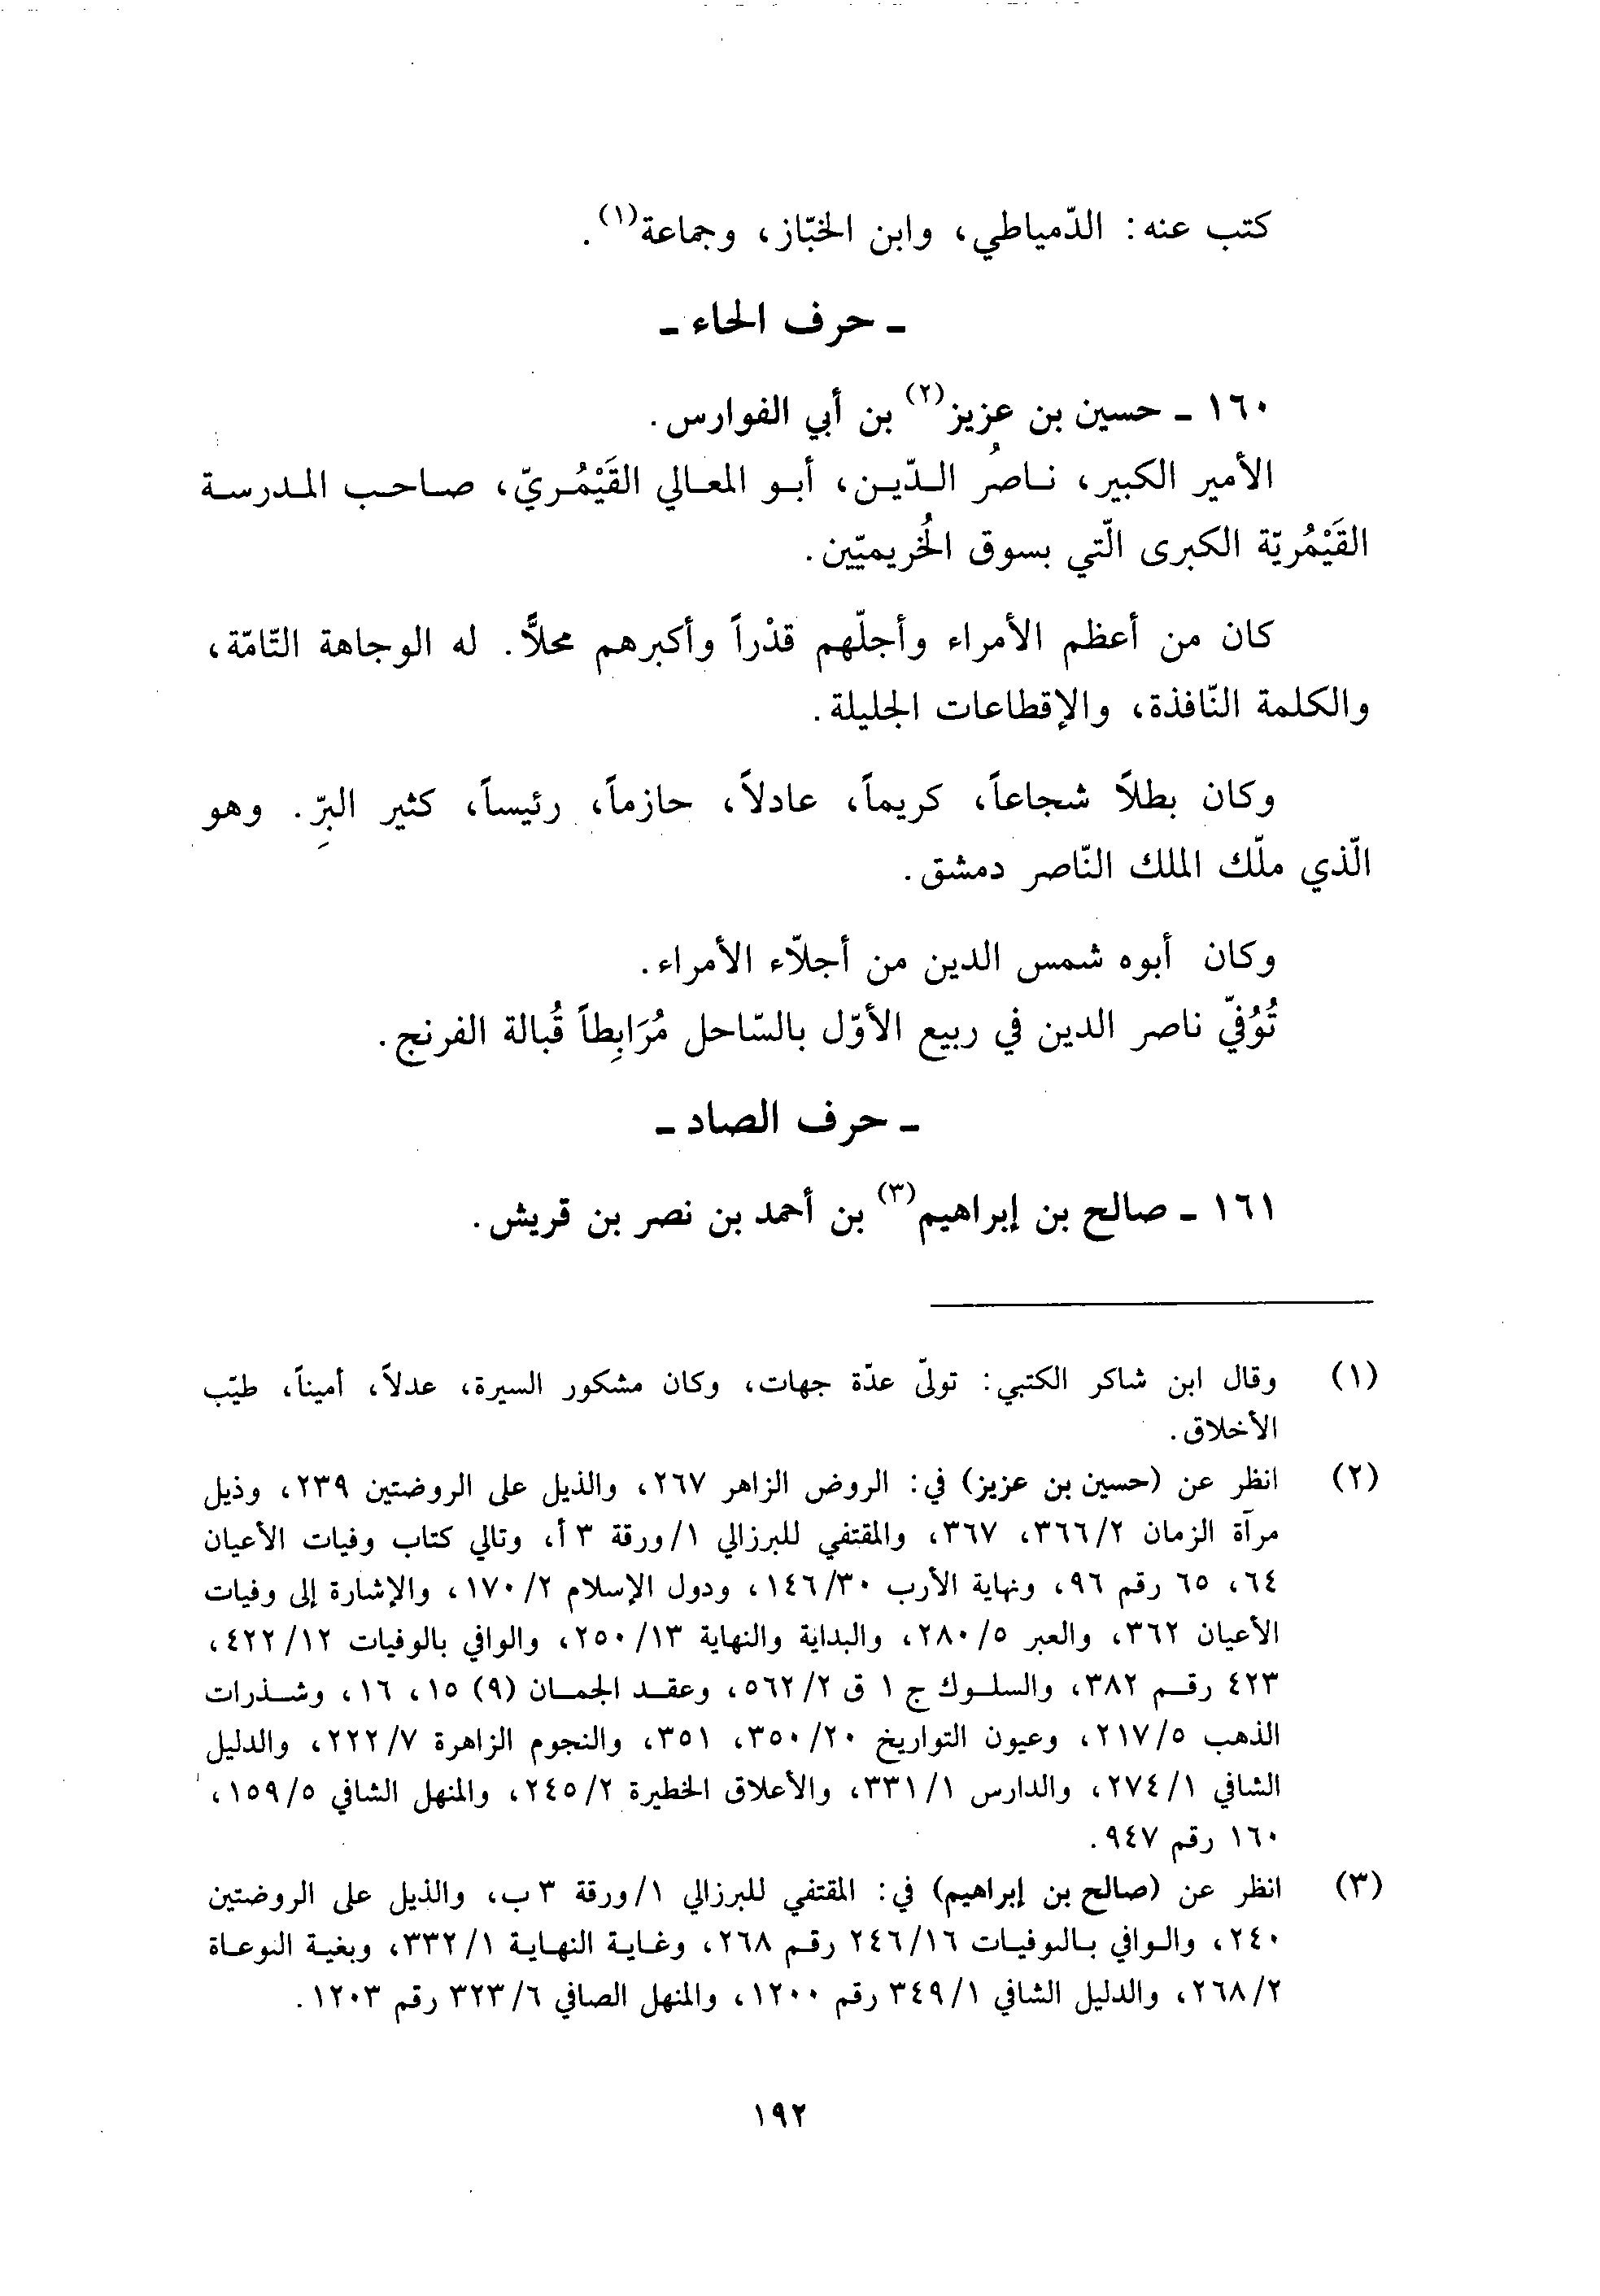 كتب عنه: الدّمياطي، وابن الخبّاز، وجماعة(١).
ـ حرف الحاء ـ
١٦٠ ـ حسين بن عزيز(٢) بن أبي الفوارس.
الأمير الكبير، ناصرُ الدّين، أبو المعالي القَيْمُريّ، صاحب المدرسة
القَيْمُريّة الكبرى الّتي بسوق الخُريميّين.
كان من أعظم الأمراء وأجلّهم قدْراً وأكبرهم محلاًّ. له الوجاهة التّامّة،
والكلمة النّافذة، والإقطاعات الجليلة.
وكان بطلاً شجاعاً، كريماً، عادلاً، حازماً، رئيساً، كثير البِرّ. وهو
الّذي ملّك الملك النّاصر دمشق.
وكان أبوه شمس الدين من أجلّاء الأمراء.
تُوُفّي ناصر الدين في ربيع الأوّل بالسّاحل مُرَابِطاً قُبالة الفرنج.
ـ حرف الصاد ـ
١٦١ ـ صالح بن إبراهيم(٣) بن أحمد بن نصر بن قريش.
(١) وقال ابن شاكر الكتبي: تولّى عدّة جهات، وكان مشكور السيرة، عدلاً، أميناً، طيّب
الأخلاق.
(٢) انظر عن (حسين بن عزيز) في: الروض الزاهر ٢٦٧، والذيل على الروضتين ٢٣٩، وذيل
مرآة الزمان ٣٦٦/٢، ٣٦٧، والمقتفي للبرزالي ١/ورقة ٣ أ، وتالي كتاب وفيات الأعيان
٦٤، ٦٥ رقم ٩٦، ونهاية الأرب ١٤٦/٣٠، ودول الإسلام ١٧٠/٢، والإشارة إلى وفيات
الأعيان ٣٦٢، والعبر ٢٨٠/٥، والبداية والنهاية ٢٥٠/١٣، والوافي بالوفيات ٤٢٢/١٢،
٤٢٣ رقم ٣٨٢، والسلوك ج ١ ق ٥٦٢/٢، وعقد الجمان (٩) ١٥، ١٦، وشذرات
الذهب ٢١٧/٥، وعيون التواريخ ٣٥٠/٢٠، ٣٥١، والنجوم الزاهرة ٢٢٢/٧، والدليل
الشافي ٢٧٤/١، والدارس ٣٣١/١، والأعلاق الخطيرة ٢٤٥/٢، والمنهل الشافي ١٥٩/٥،
١٦٠ رقم ٩٤٧.
(٣) انظر عن (صالح بن إبراهيم) في: المقتفي للبرزالي ١/ورقة ٣ ب، والذيل على الروضتين
٢٤٠، والوافي بالوفيات ٢٤٦/١٦ رقم ٢٦٨، وغاية النهاية ٣٣٢/١، وبغية الوعاة
٢٦٨/٢، والدليل الشافي ٣٤٩/١ رقم ١٢٠٠، والمنهل الصافي ٣٢٣/٦ رقم ١٢٠٣.
١٩٢